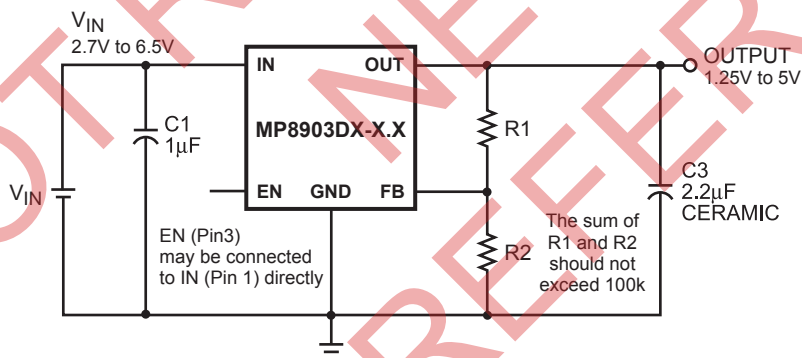 VIN
2.7V to 6.5V
IN
OUT
OUTPUT
1.25V to 5V
C1
1µF
MP8903DX-X.X
R1
VIN
EN
GND
FB
C3
2.2µF
CERAMIC
EN (Pin3)
may be connected
to IN (Pin 1) directly
R2
The sum of
R1 and R2
should not
exceed 100k